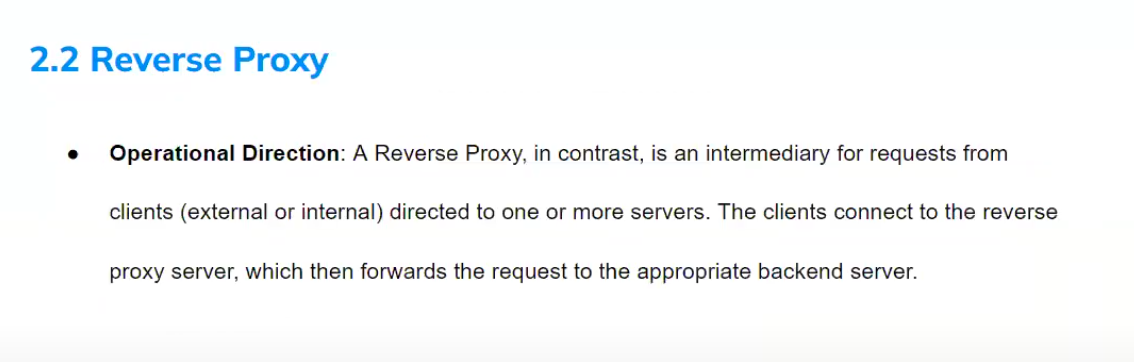 2.2 Reverse Proxy
● Operational Direction: A Reverse Proxy, in contrast, is an intermediary for requests from
clients (external or internal) directed to one or more servers. The clients connect to the reverse
proxy server, which then forwards the request to the appropriate backend server.